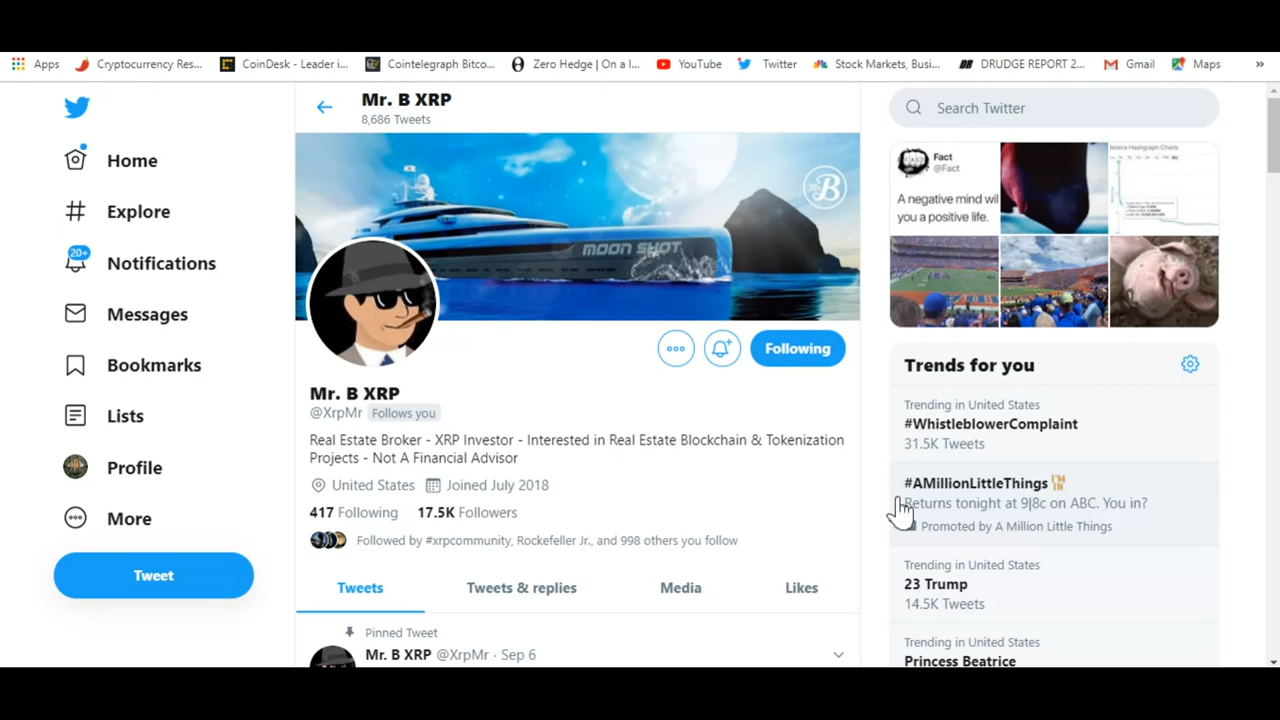 Apps
Cryptocurrency Res...
CoinDesk - Leader i...
Cointelegraph Bitco...
Zero Hedge | On a l...
YouTube
Twitter
Stock Markets, Busi...
DRUDGE REPORT 2...
Gmail
Maps
»
Home
Explore
20+
Notifications
Messages
Bookmarks
Lists
Profile
More
Tweet
Mr. B XRP
8,686 Tweets
MOON SHOT
Following
Mr. B XRP
@XrpMr Follows you
Real Estate Broker - XRP Investor - Interested in Real Estate Blockchain & Tokenization
Projects - Not A Financial Advisor
United States Joined July 2018
417 Following 17.5K Followers
Followed by #xrpcommunity, Rockefeller Jr., and 998 others you follow
Tweets Tweets & replies Media Likes
Pinned Tweet
Mr. B XRP @XrpMr · Sep 6
Search Twitter
FACT
Fact
@Fact
A negative mind wil
you a positive life.
edera Hashgraph Charts
Trends for you
Trending in United States
#WhistleblowerComplaint
31.5K Tweets
#AMillionLittleThings I'M IN
Returns tonight at 9|8c on ABC. You in?
Promoted by A Million Little Things
Trending in United States
23 Trump
14.5K Tweets
Trending in United States
Princess Beatrice